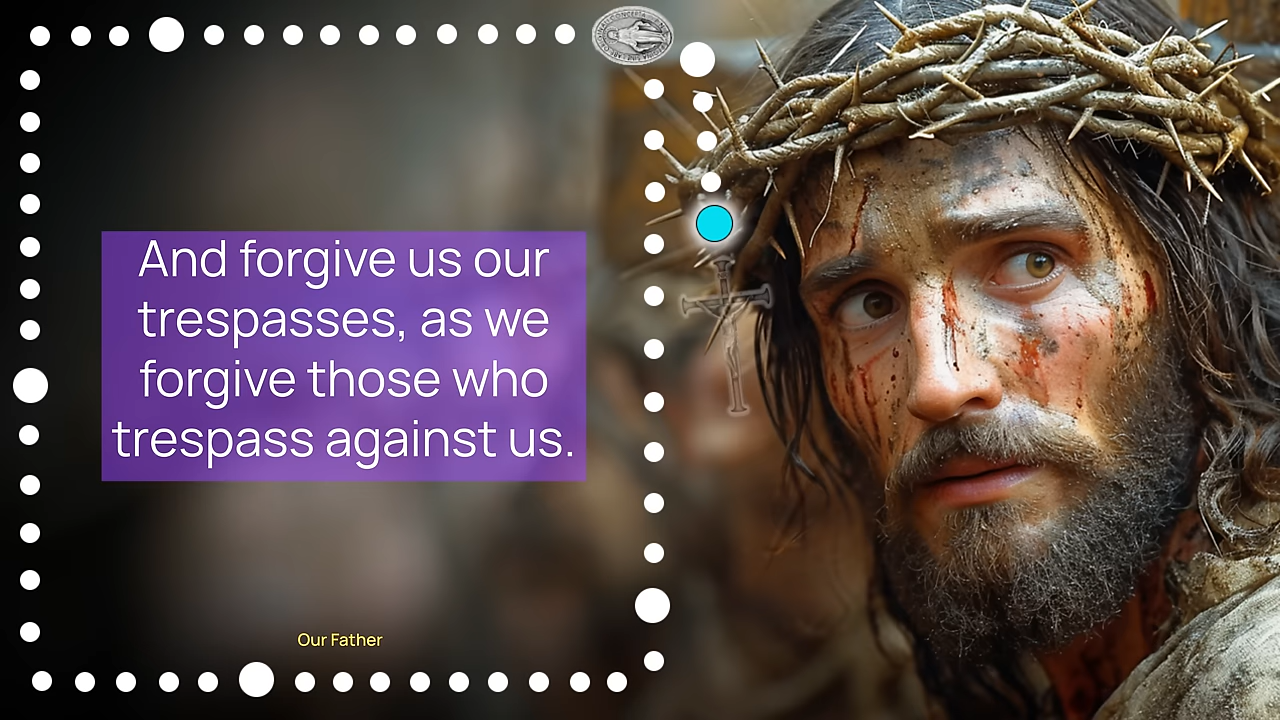 And forgive us our
trespasses, as we
forgive those who
trespass against us.
Our Father